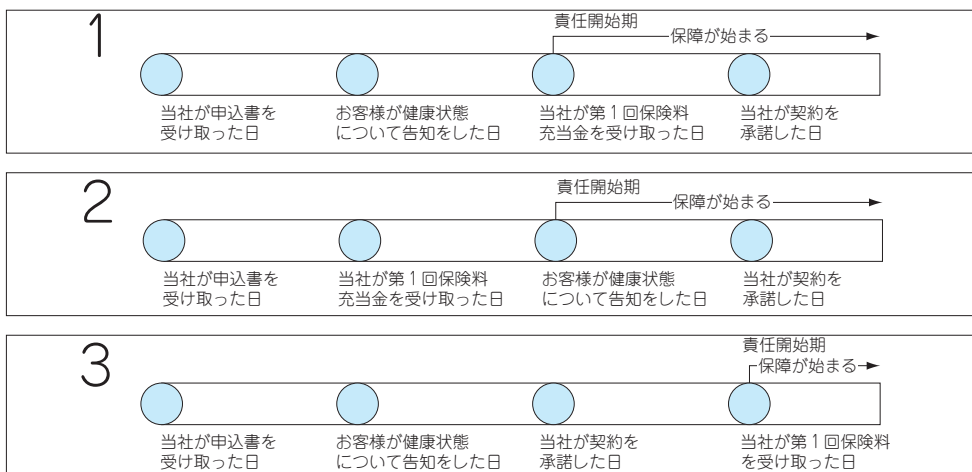 1
責任開始期
保障が始まる
当社が申込書を
受け取った日
お客様が健康状態
について告知をした日
当社が第1回保険料
充当金を受け取った日
当社が契約を
承諾した日
2
責任開始期
保障が始まる
当社が申込書を
受け取った日
当社が第1回保険料
充当金を受け取った日
お客様が健康状態
について告知をした日
当社が契約を
承諾した日
3
責任開始期
保障が始まる
当社が申込書を
受け取った日
お客様が健康状態
について告知をした日
当社が契約を
承諾した日
当社が第1回保険料
を受け取った日